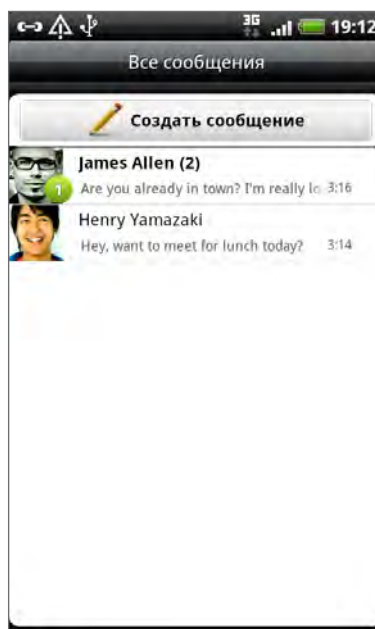 3G 19:12
Все сообщения
Создать сообщение
James Allen (2)
1 Are you already in town? I'm really lo 3:16
Henry Yamazaki
Hey, want to meet for lunch today? 3:14